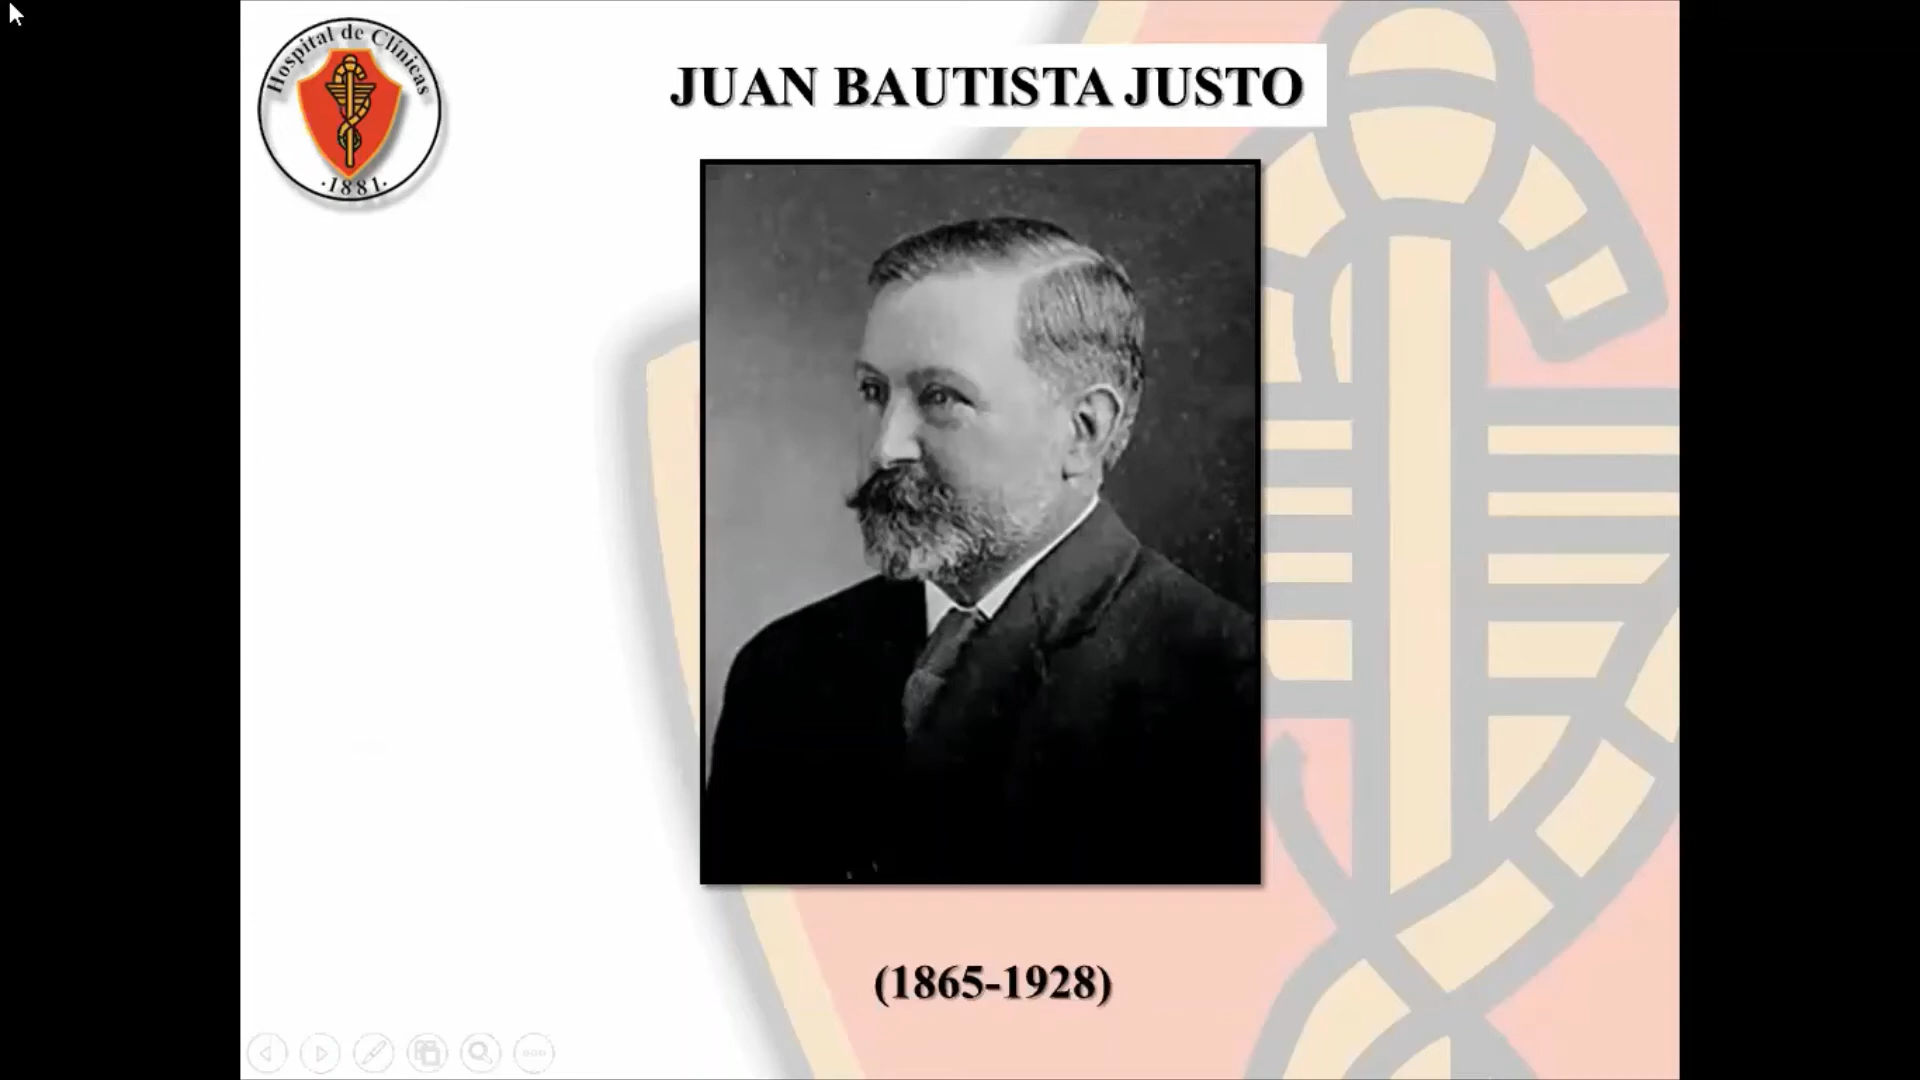 Hospital de Clínicas
·1881·
JUAN BAUTISTA JUSTO
(1865-1928)